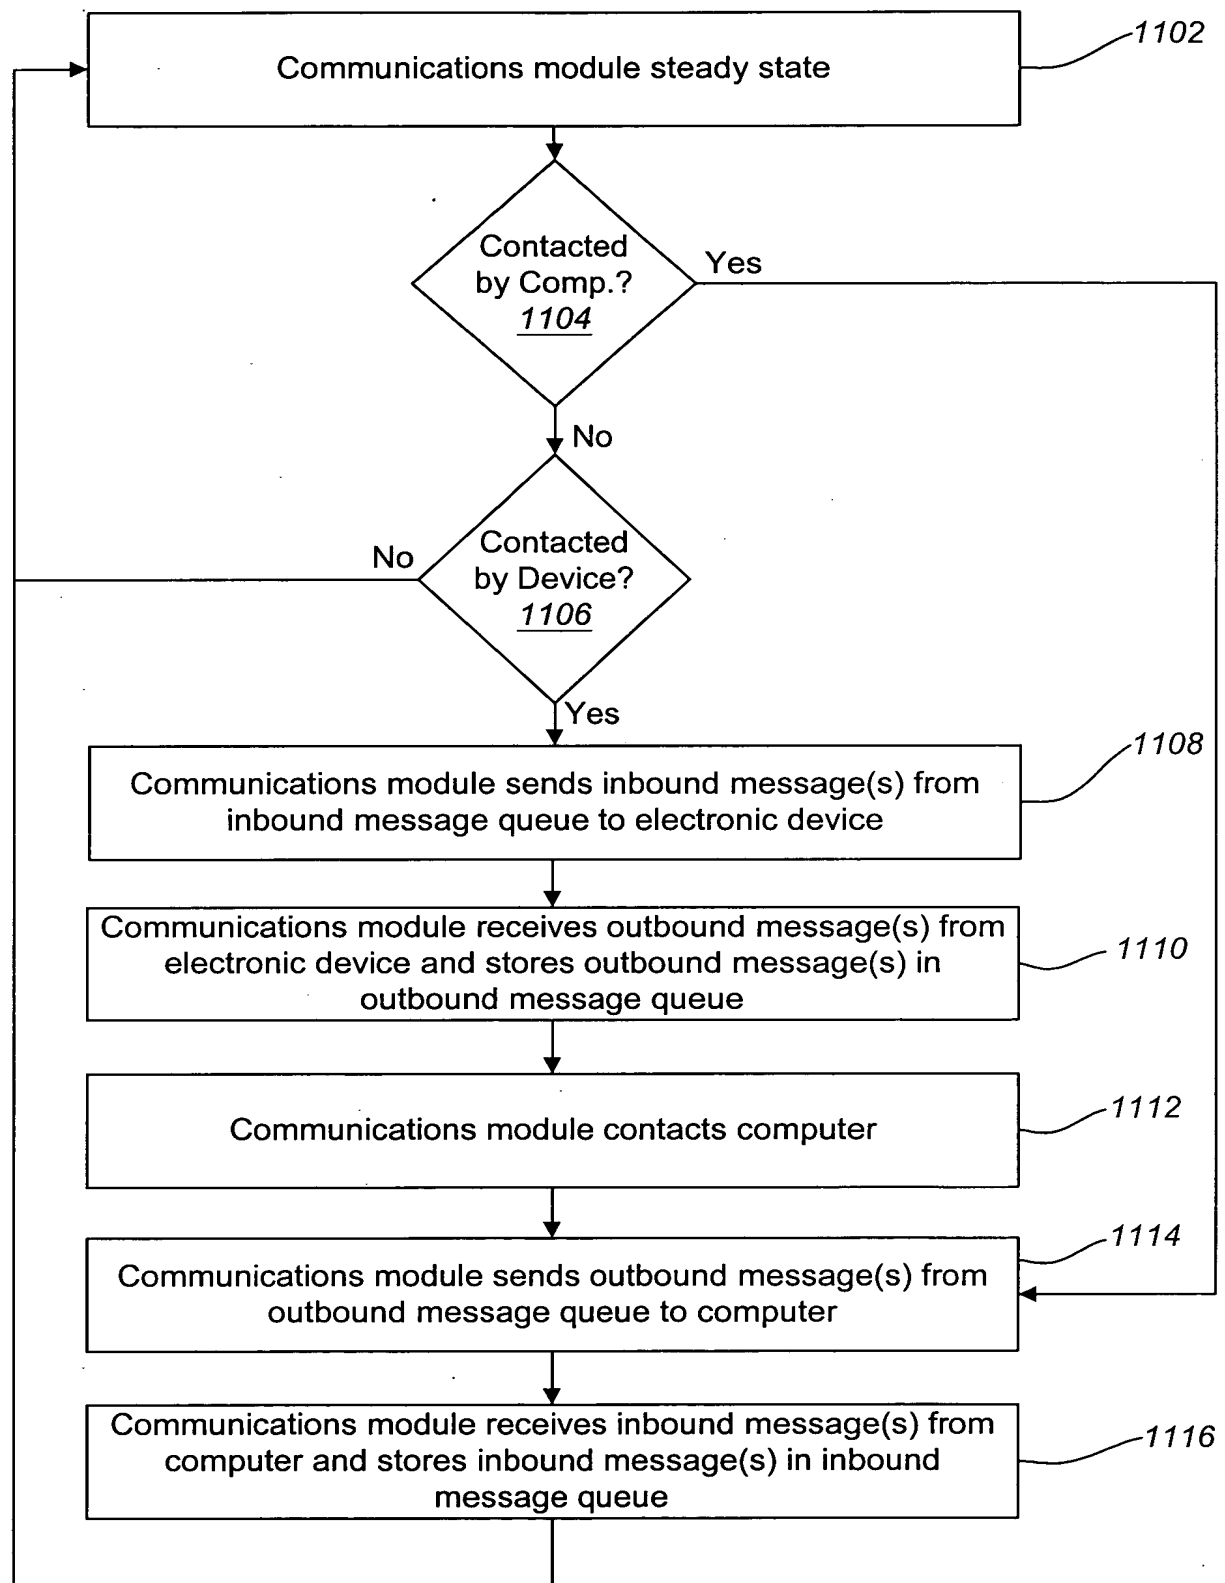 1102
Communications module steady state
Contacted
by Comp.?
1104
Yes
No
Contacted
by Device?
1106
No
Yes
1108
Communications module sends inbound message(s) from
inbound message queue to electronic device
Communications module receives outbound message(s) from
electronic device and stores outbound message(s) in
outbound message queue
1110
Communications module contacts computer
1112
1114
Communications module sends outbound message(s) from
outbound message queue to computer
Communications module receives inbound message(s) from
computer and stores inbound message(s) in inbound
message queue
1116